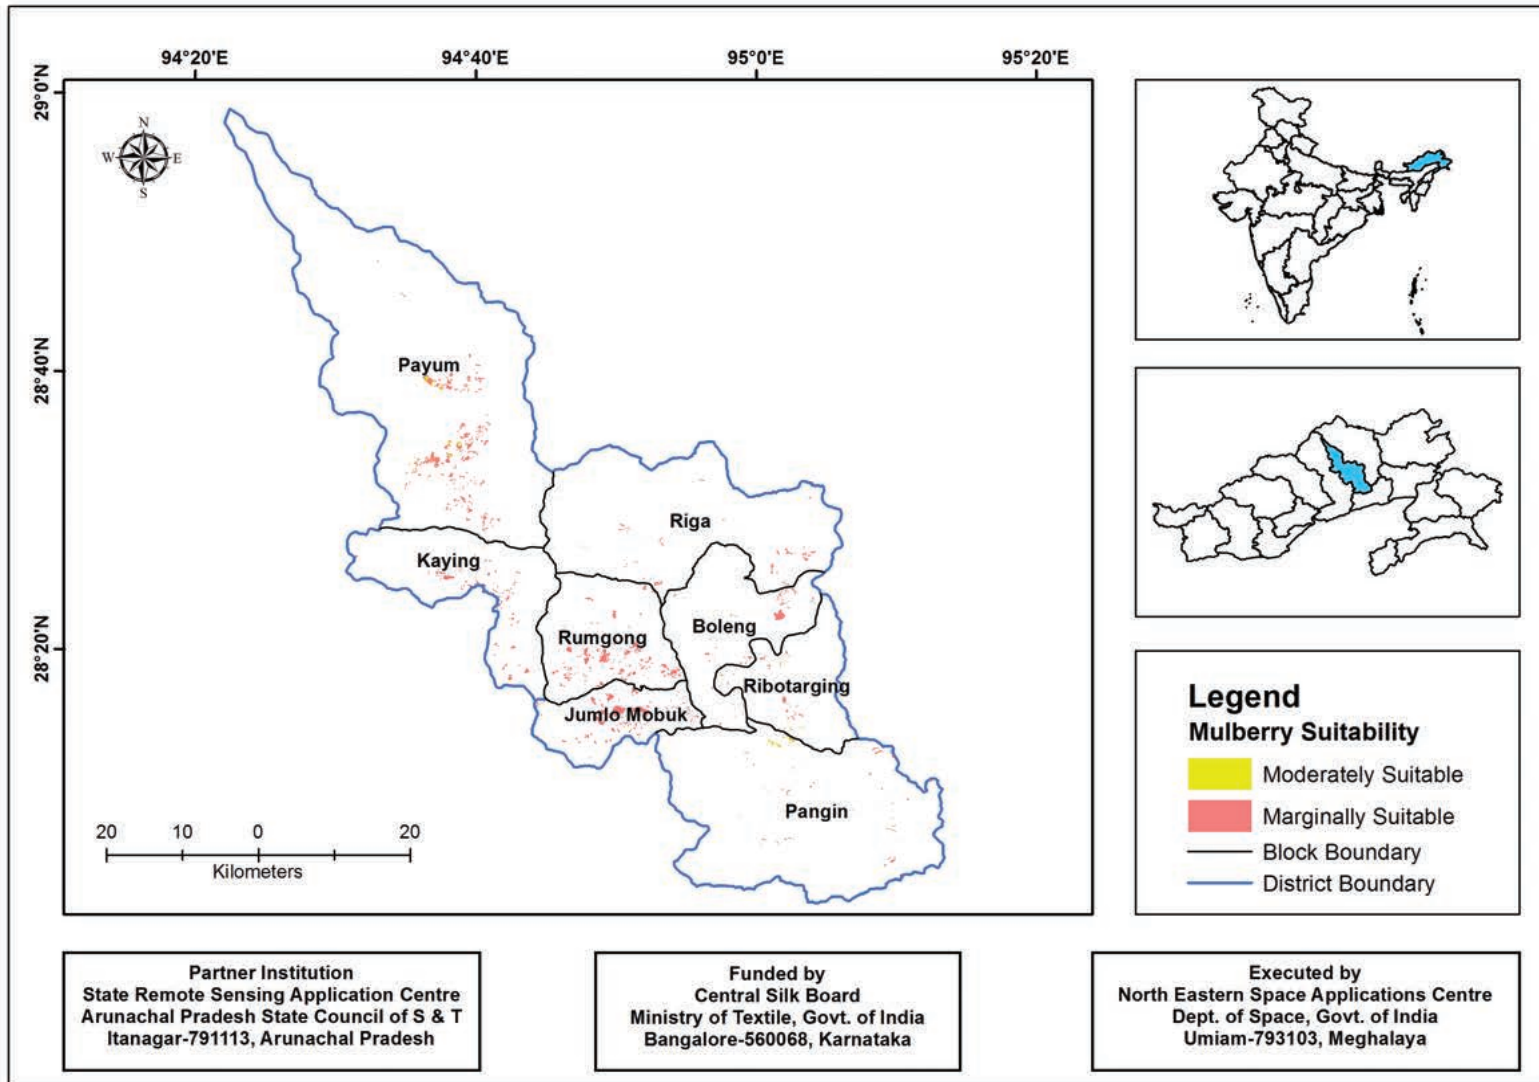 94°20'E
94°40'E
95°0'E
95°20'E
29°0'N
28°40'N
28°20'N
N
W
E
S
Payum
Riga
Kaying
Boleng
Rumgong
Ribotarging
Jumlo Mobuk
Pangin
20 10 0 20
Kilometers
Legend
Mulberry Suitability
Moderately Suitable
Marginally Suitable
Block Boundary
District Boundary
Partner Institution
State Remote Sensing Application Centre
Arunachal Pradesh State Council of S & T
Itanagar-791113, Arunachal Pradesh
Funded by
Central Silk Board
Ministry of Textile, Govt. of India
Bangalore-560068, Karnataka
Executed by
North Eastern Space Applications Centre
Dept. of Space, Govt. of India
Umiam-793103, Meghalaya